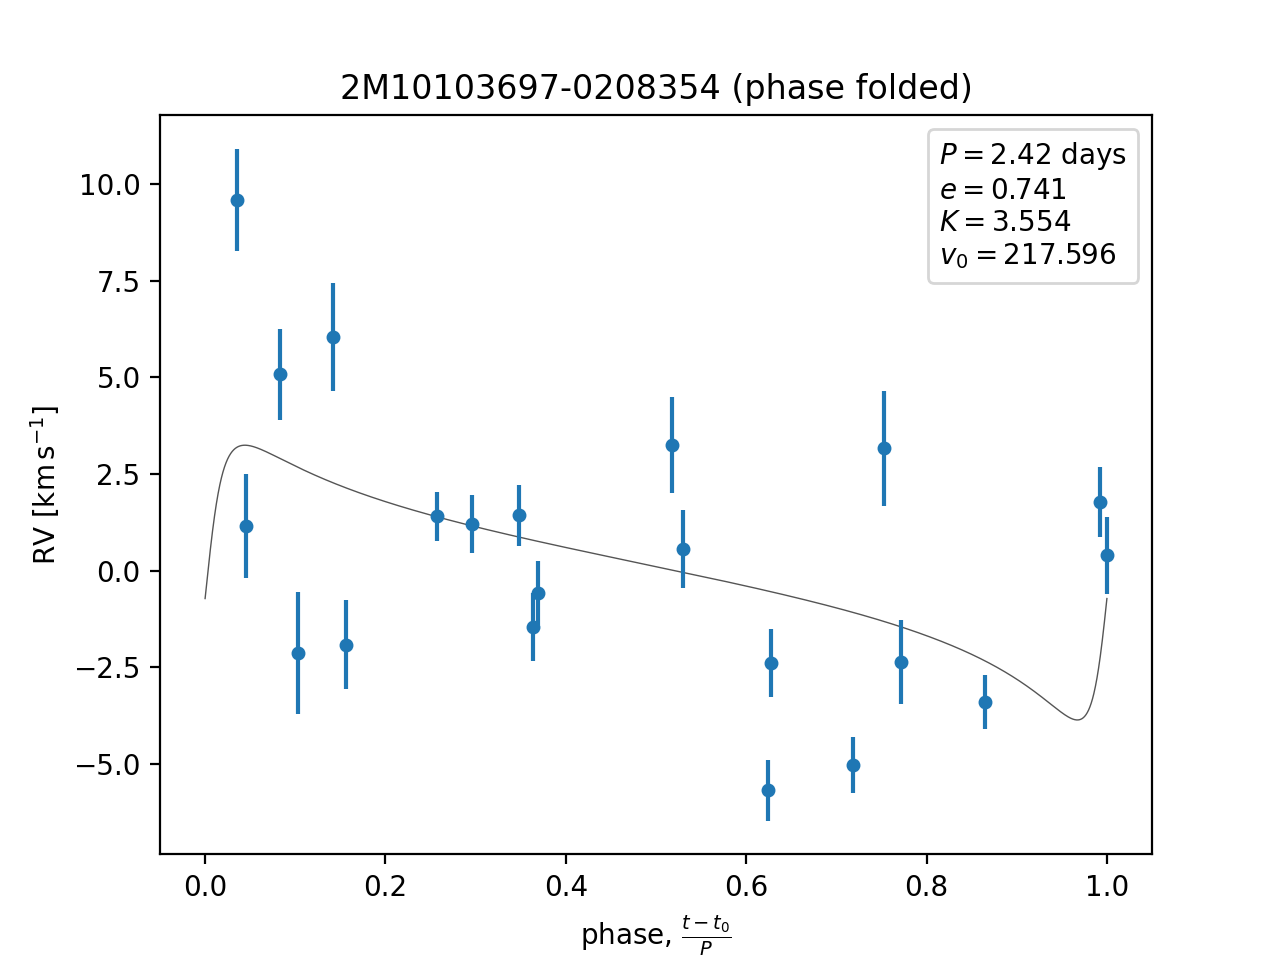 2M10103697-0208354 (phase folded)
P = 2.42 days
e = 0.741
K = 3.554
v₀ = 217.596
RV [km s⁻¹]
10.0
7.5
5.0
2.5
0.0
−2.5
−5.0
0.0 0.2 0.4 0.6 0.8 1.0
phase, (t − t₀)/P